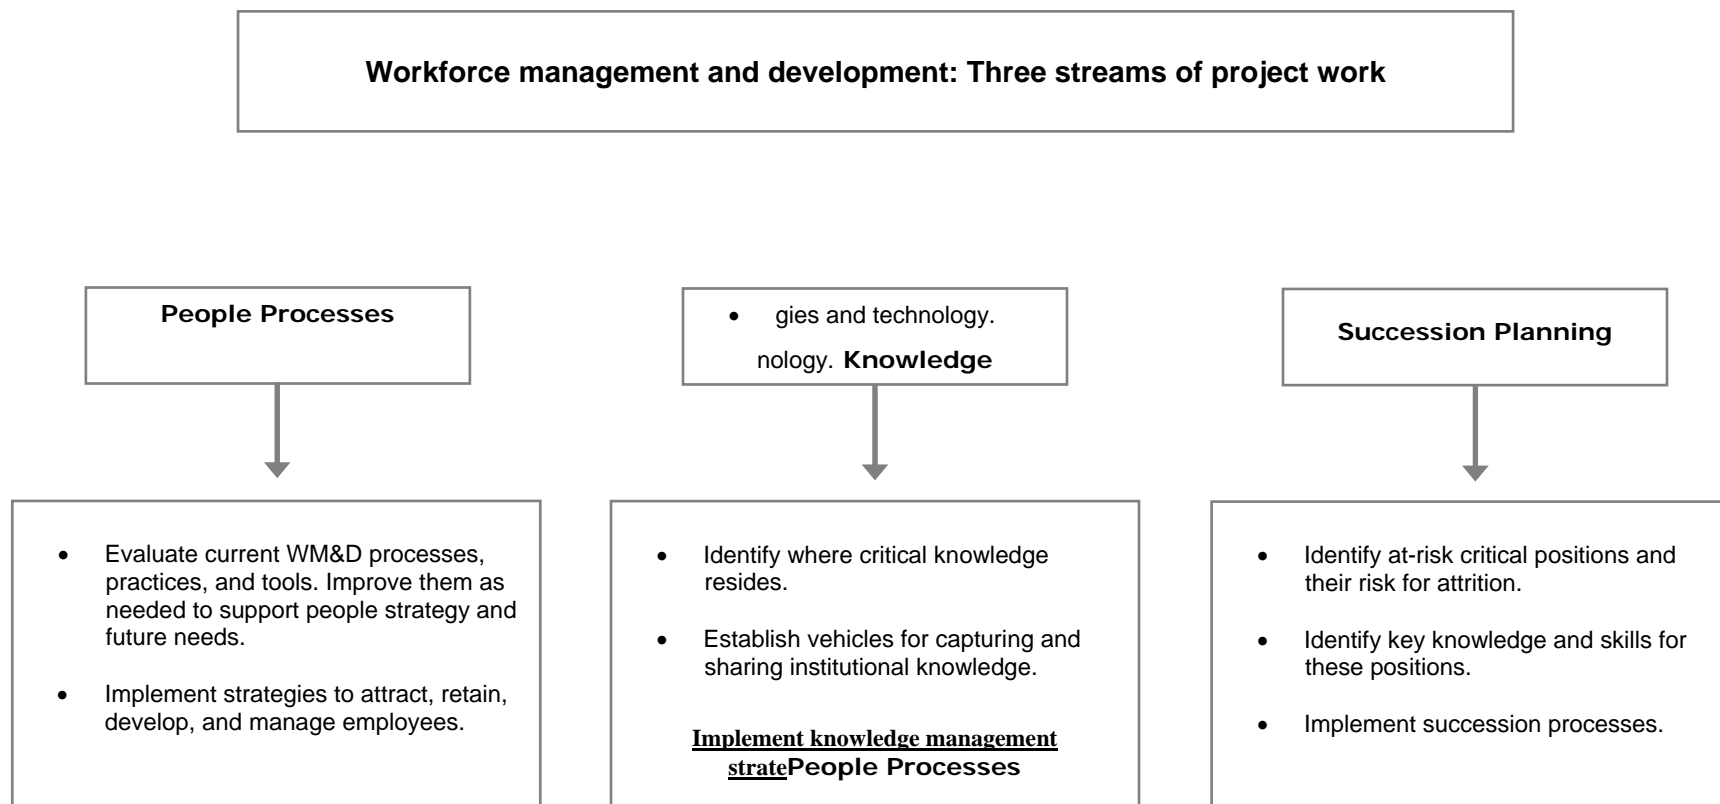 Workforce management and development: Three streams of project work
People Processes
• gies and technology.
nology. Knowledge
Succession Planning
• Evaluate current WM&D processes,
practices, and tools. Improve them as
needed to support people strategy and
future needs.
• Implement strategies to attract, retain,
develop, and manage employees.
• Identify where critical knowledge
resides.
• Establish vehicles for capturing and
sharing institutional knowledge.
Implement knowledge management
stratePeople Processes
• Identify at-risk critical positions and
their risk for attrition.
• Identify key knowledge and skills for
these positions.
• Implement succession processes.